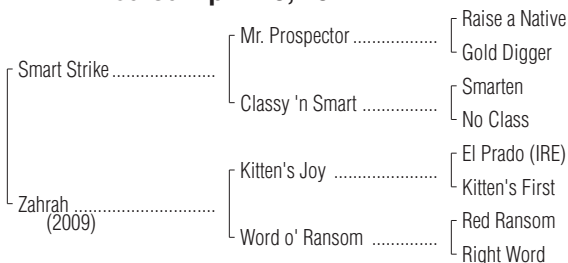 Raise a Native
Mr. Prospector
Gold Digger
Smart Strike
Smarten
Classy 'n Smart
No Class
El Prado (IRE)
Kitten's Joy
Kitten's First
Zahrah
(2009)
Red Ransom
Word o' Ransom
Right Word